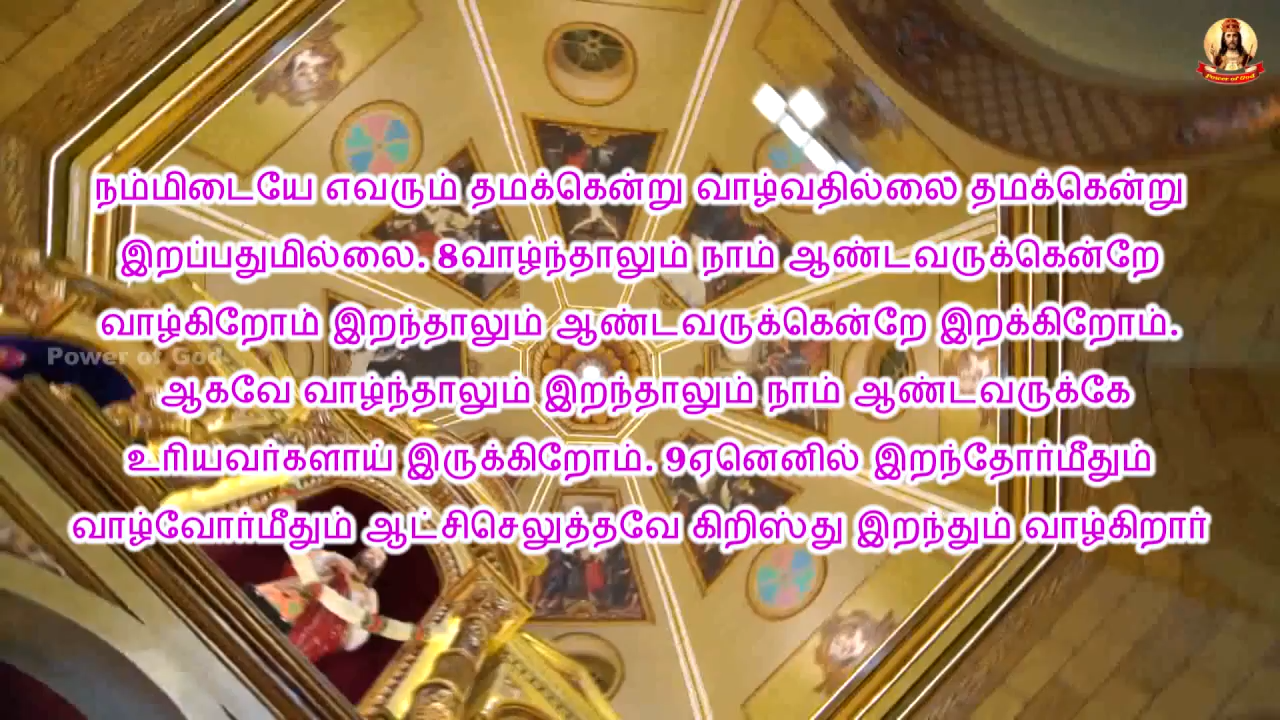 Power of God
நம்மிடையே எவரும் தமக்கென்று வாழ்வதில்லை தமக்கென்று
இறப்பதுமில்லை. 8வாழ்ந்தாலும் நாம் ஆண்டவருக்கென்றே
வாழ்கிறோம் இறந்தாலும் ஆண்டவருக்கென்றே இறக்கிறோம்.
Power of God
ஆகவே வாழ்ந்தாலும் இறந்தாலும் நாம் ஆண்டவருக்கே
உரியவர்களாய் இருக்கிறோம். 9ஏனெனில் இறந்தோர்மீதும்
வாழ்வோர்மீதும் ஆட்சிசெலுத்தவே கிறிஸ்து இறந்தும் வாழ்கிறார்